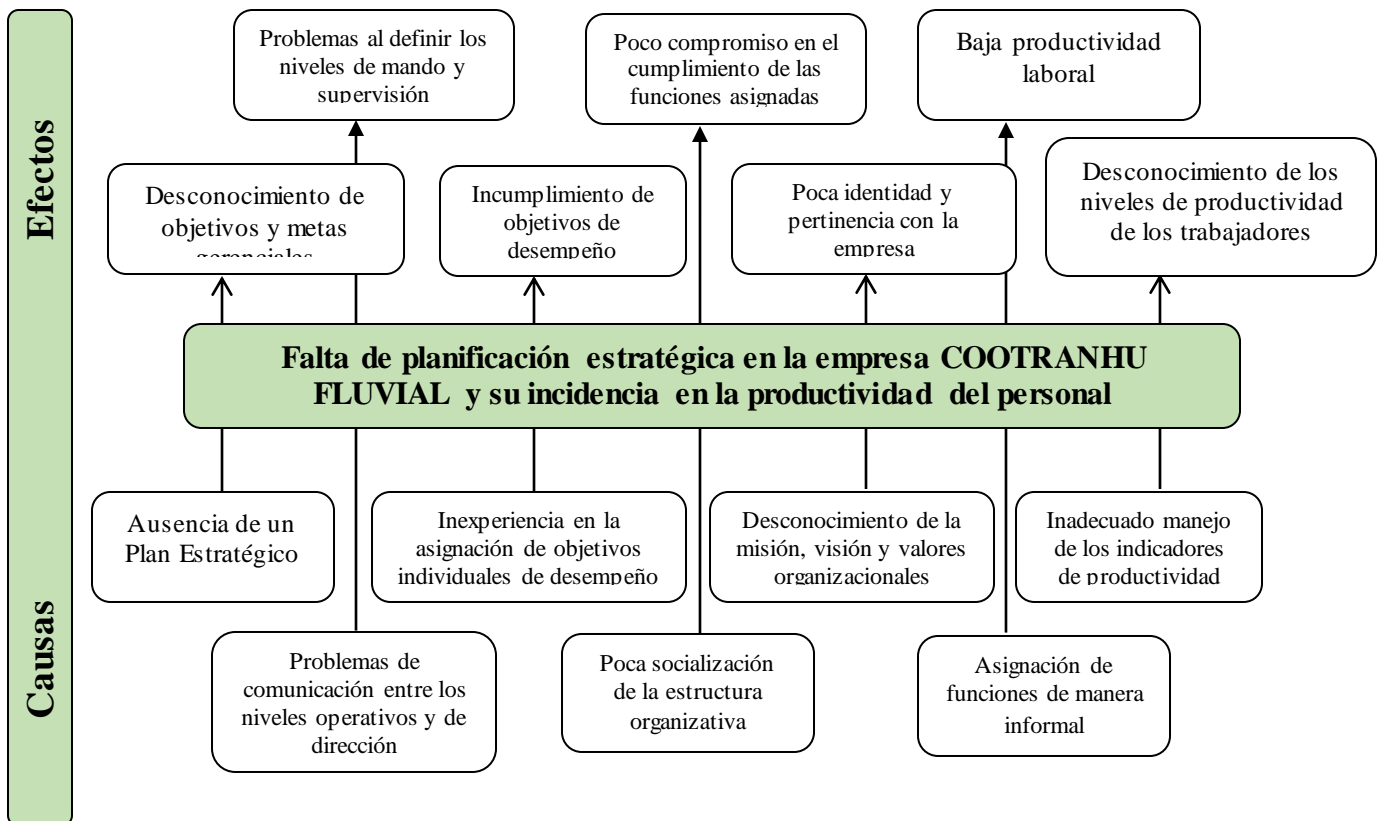 Efectos
Problemas al definir los
niveles de mando y
supervisión
Poco compromiso en el
cumplimiento de las
funciones asignadas
Baja productividad
laboral
Desconocimiento de
objetivos y metas
gerenciales
Incumplimiento de
objetivos de
desempeño
Poca identidad y
pertinencia con la
empresa
Desconocimiento de los
niveles de productividad
de los trabajadores
Falta de planificación estratégica en la empresa COOTRANHU
FLUVIAL y su incidencia en la productividad del personal
Causas
Ausencia de un
Plan Estratégico
Inexperiencia en la
asignación de objetivos
individuales de desempeño
Desconocimiento de la
misión, visión y valores
organizacionales
Inadecuado manejo
de los indicadores
de productividad
Problemas de
comunicación entre los
niveles operativos y de
dirección
Poca socialización
de la estructura
organizativa
Asignación de
funciones de manera
informal